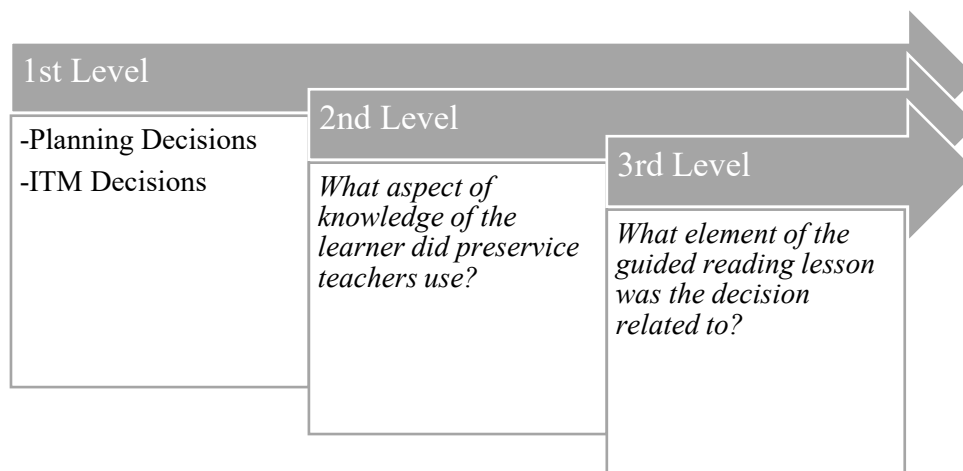 1st Level
-Planning Decisions
-ITM Decisions
2nd Level
What aspect of
knowledge of the
learner did preservice
teachers use?
3rd Level
What element of the
guided reading lesson
was the decision
related to?